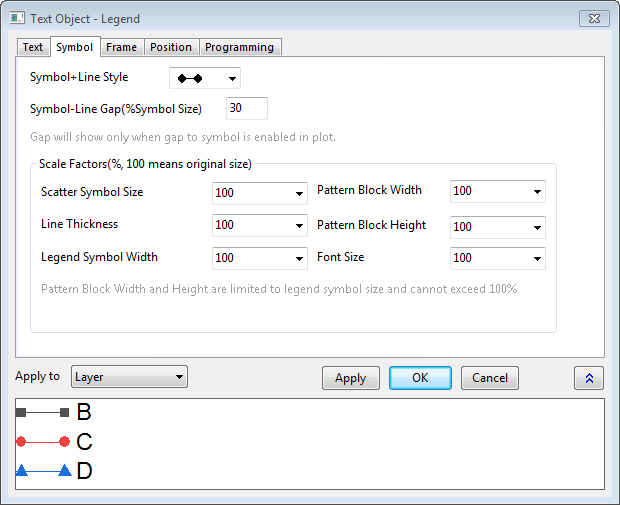 Text Object - Legend
Text Symbol Frame Position Programming
Symbol+Line Style
Symbol-Line Gap(%Symbol Size) 30
Gap will show only when gap to symbol is enabled in plot.
Scale Factors(%, 100 means original size)
Scatter Symbol Size 100 Pattern Block Width 100
Line Thickness 100 Pattern Block Height 100
Legend Symbol Width 100 Font Size 100
Pattern Block Width and Height are limited to legend symbol size and cannot exceed 100%
Apply to Layer Apply OK Cancel
B
C
D